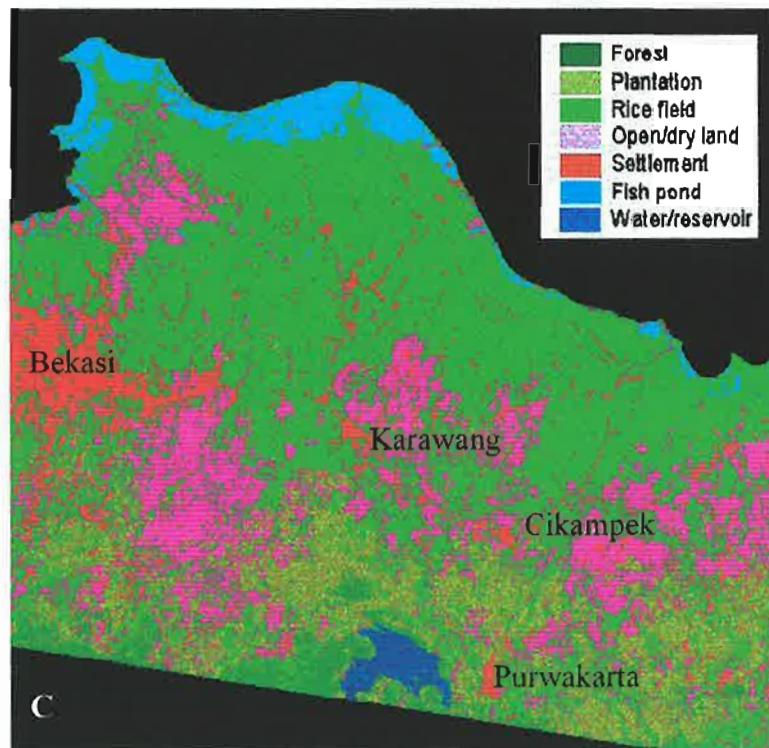 Forest
Plantation
Rice field
Open/dry land
Settlement
Fish pond
Water/reservoir
Bekasi
Karawang
Cikampek
Purwakarta
C